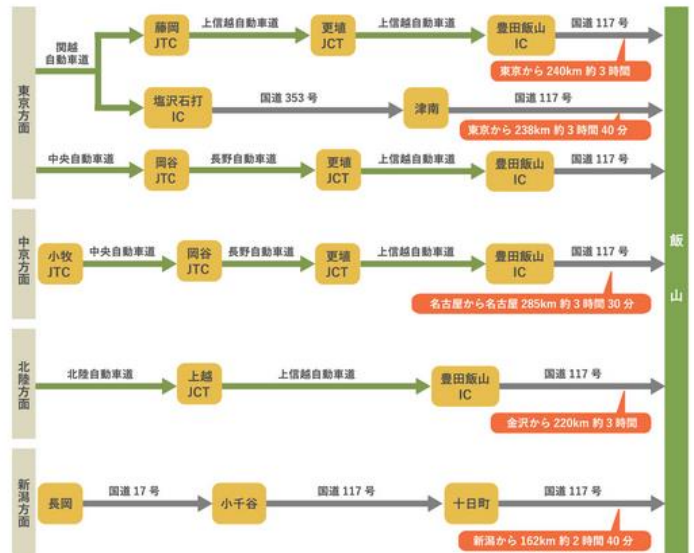 東京方面
関越
自動車道
藤岡
JTC
上信越自動車道
更埴
JCT
上信越自動車道
豊田飯山
IC
国道 117 号
東京から 240km 約 3 時間
塩沢石打
IC
国道 353 号
津南
国道 117 号
東京から 238km 約 3 時間 40 分
中央自動車道
岡谷
JTC
長野自動車道
更埴
JCT
上信越自動車道
豊田飯山
IC
国道 117 号
中京方面
小牧
JTC
中央自動車道
岡谷
JTC
長野自動車道
更埴
JCT
上信越自動車道
豊田飯山
IC
国道 117 号
名古屋から名古屋 285km 約 3 時間 30 分
北陸方面
北陸自動車道
上越
JCT
上信越自動車道
豊田飯山
IC
国道 117 号
金沢から 220km 約 3 時間
新潟方面
長岡
国道 17 号
小千谷
国道 117 号
十日町
国道 117 号
新潟から 162km 約 2 時間 40 分
飯山